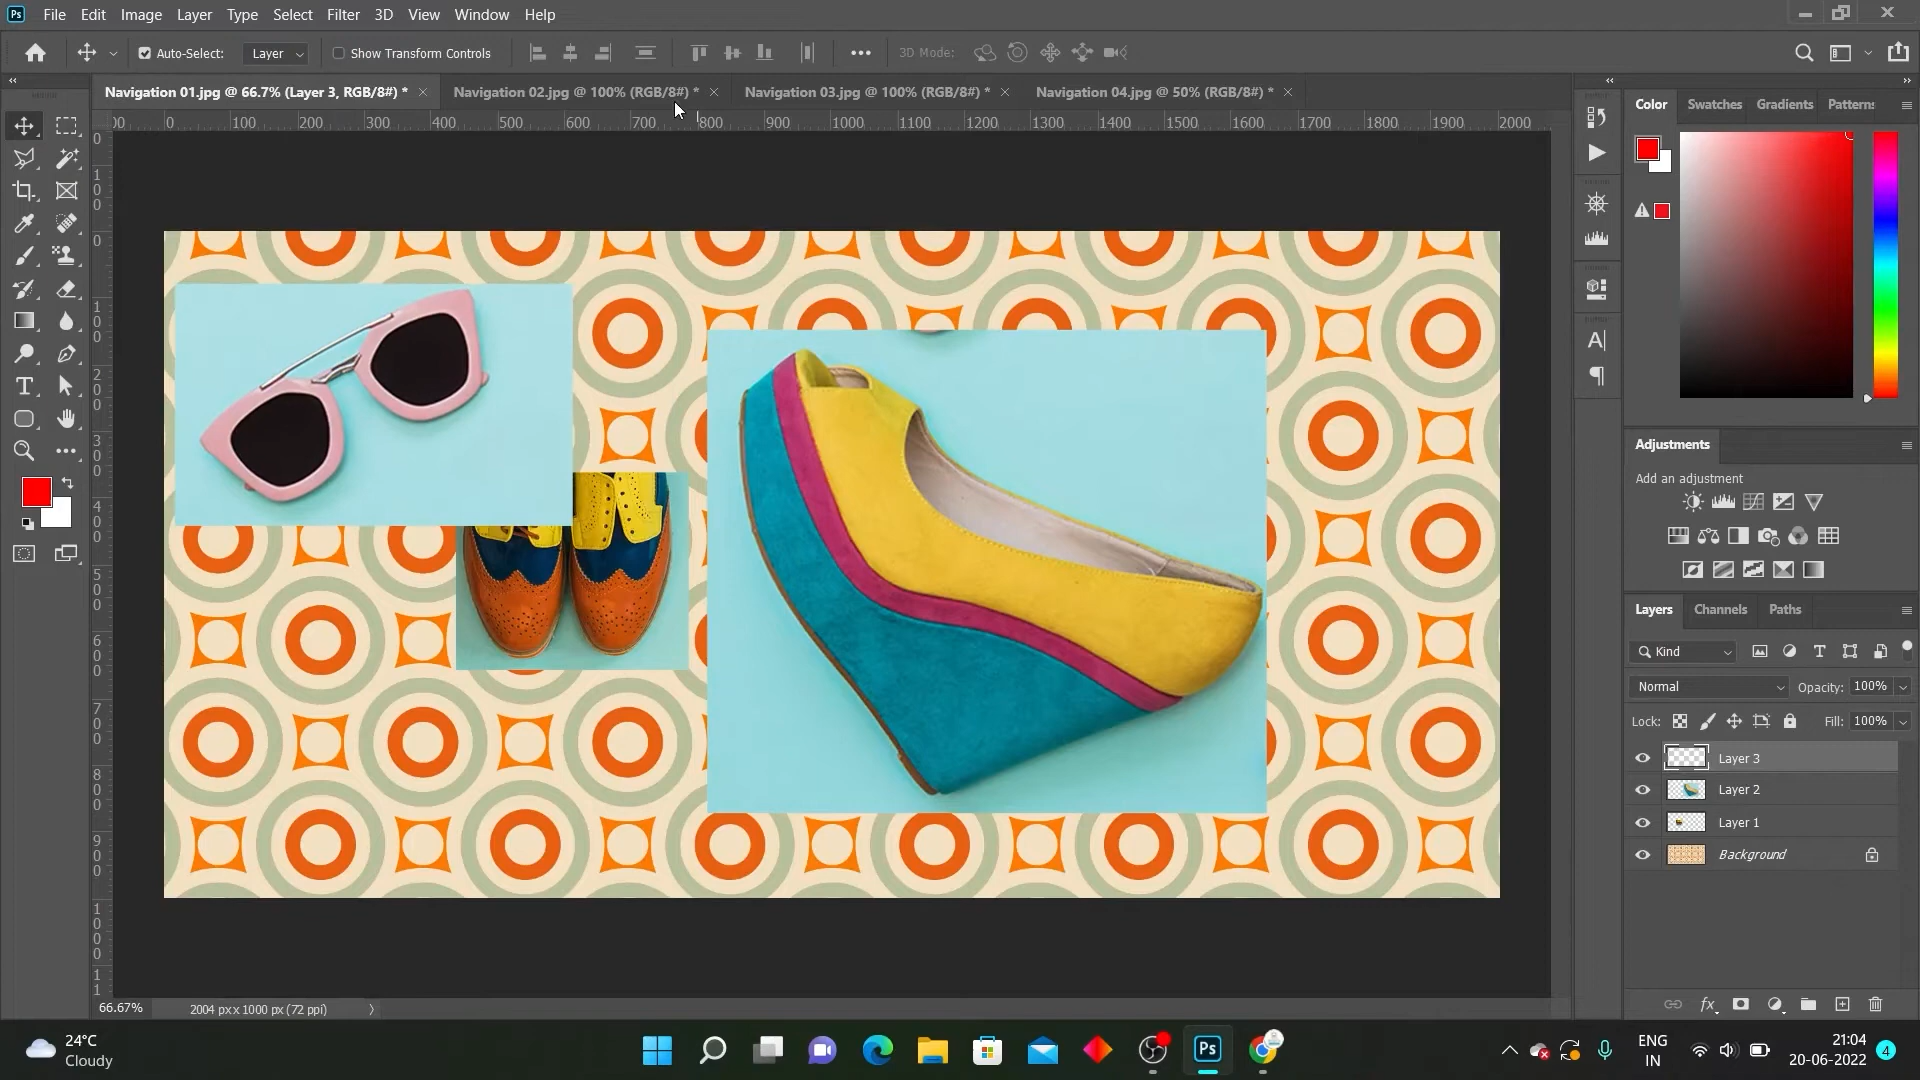 Ps File Edit Image Layer Type Select Filter 3D View Window Help
Auto-Select: Layer Show Transform Controls 3D Mode:
Navigation 01.jpg @ 66.7% (Layer 3, RGB/8#) * Navigation 02.jpg @ 100% (RGB/8#) * Navigation 03.jpg @ 100% (RGB/8#) * Navigation 04.jpg @ 50% (RGB/8#) *
00 0 100 200 300 400 500 600 700 800 900 1000 1100 1200 1300 1400 1500 1600 1700 1800 1900 2000
Color Swatches Gradients Patterns
Adjustments
Add an adjustment
Layers Channels Paths
Kind
Normal Opacity: 100%
Lock: Fill: 100%
Layer 3
Layer 2
Layer 1
Background
66.67% 2004 px x 1000 px (72 ppi)
24°C
Cloudy
Ps
ENG
IN
21:04
20-06-2022
4